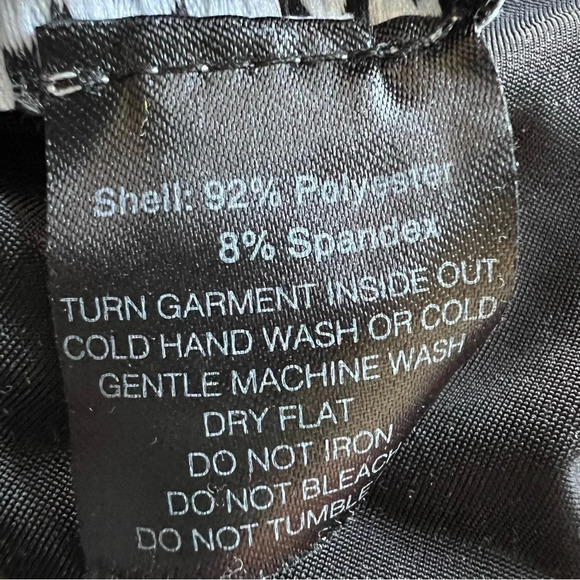 Shell: 92% Polyester
8% Spandex
TURN GARMENT INSIDE OUT
COLD HAND WASH OR COLD
GENTLE MACHINE WASH
DRY FLAT
DO NOT IRON
DO NOT BLEACH
DO NOT TUMBLE